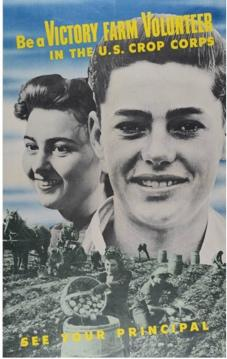 Be a VICTORY FARM VOLUNTEER
IN THE U.S. CROP CORPS
SEE YOUR PRINCIPAL